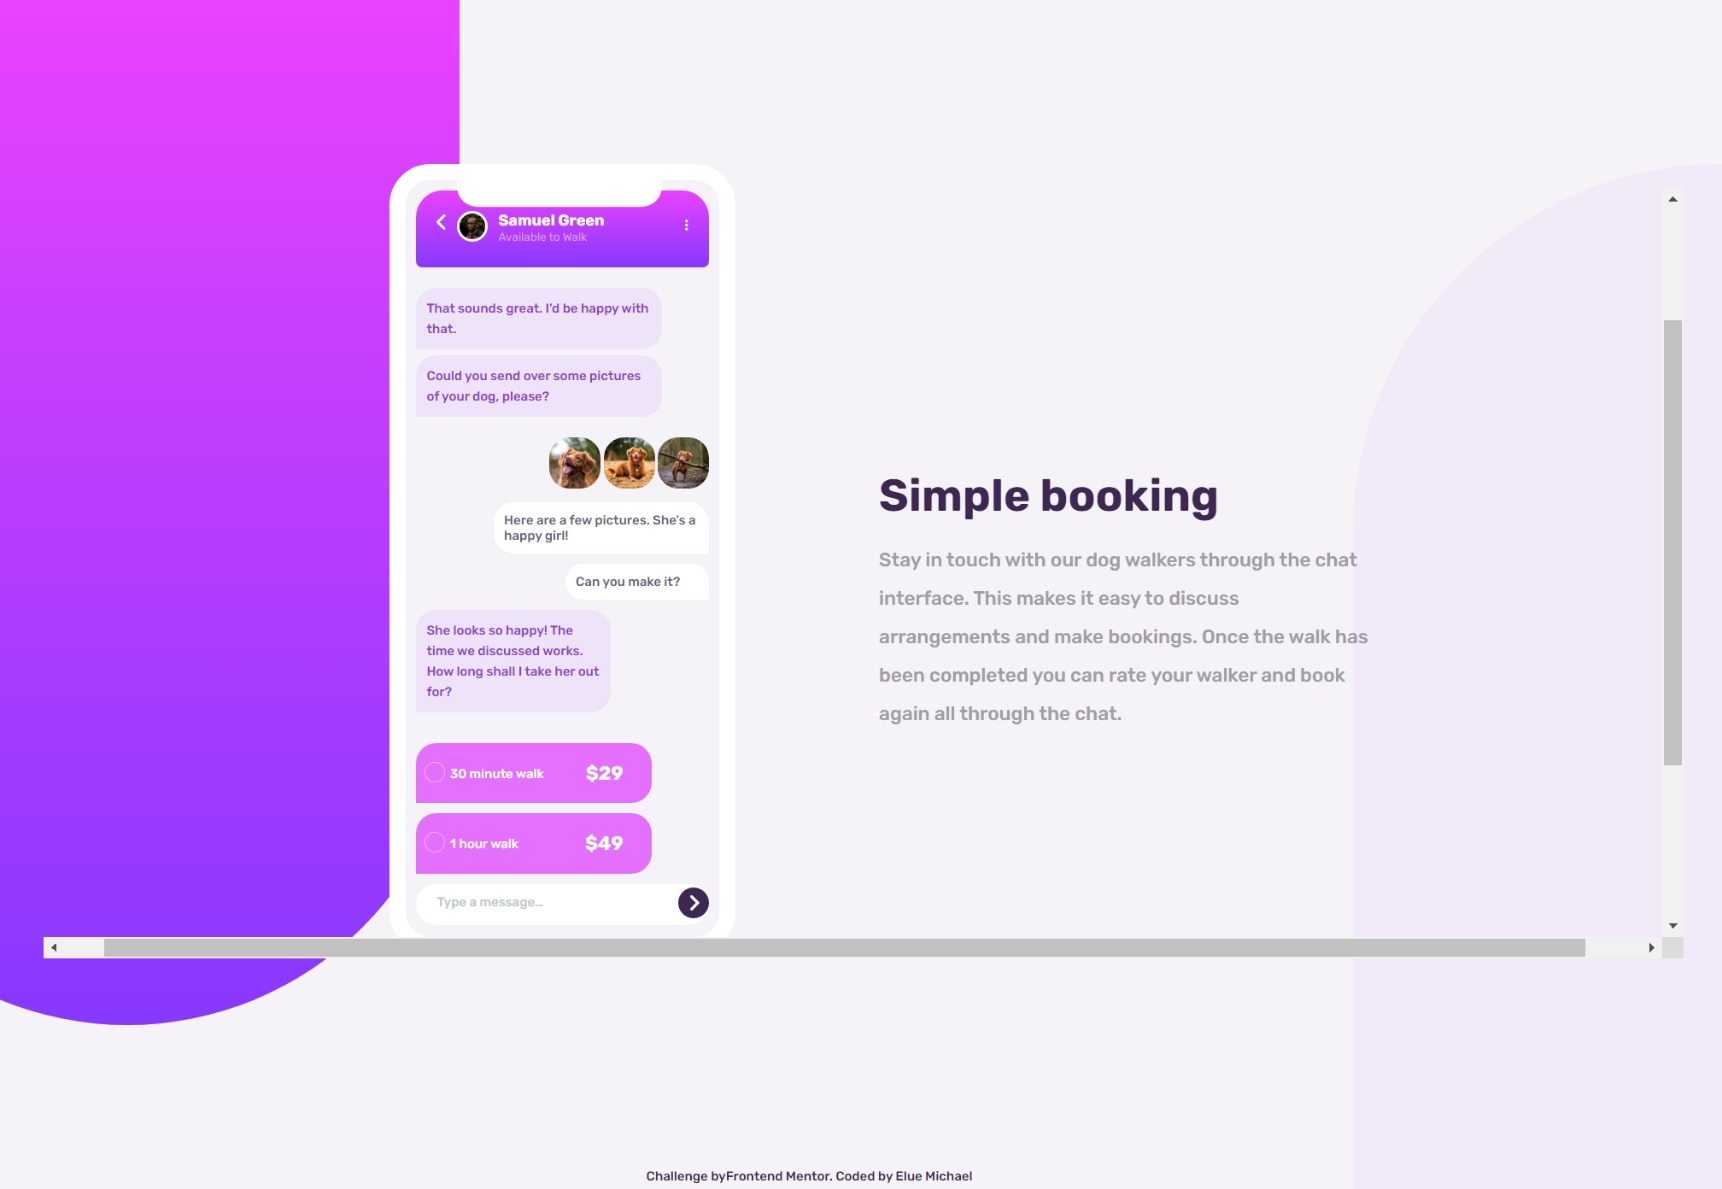 Samuel Green
Available to Walk
That sounds great. I’d be happy with
that.
Could you send over some pictures
of your dog, please?
Here are a few pictures. She’s a
happy girl!
Can you make it?
She looks so happy! The
time we discussed works.
How long shall I take her out
for?
30 minute walk $29
1 hour walk $49
Type a message…
Simple booking
Stay in touch with our dog walkers through the chat
interface. This makes it easy to discuss
arrangements and make bookings. Once the walk has
been completed you can rate your walker and book
again all through the chat.
Challenge byFrontend Mentor. Coded by Elue Michael